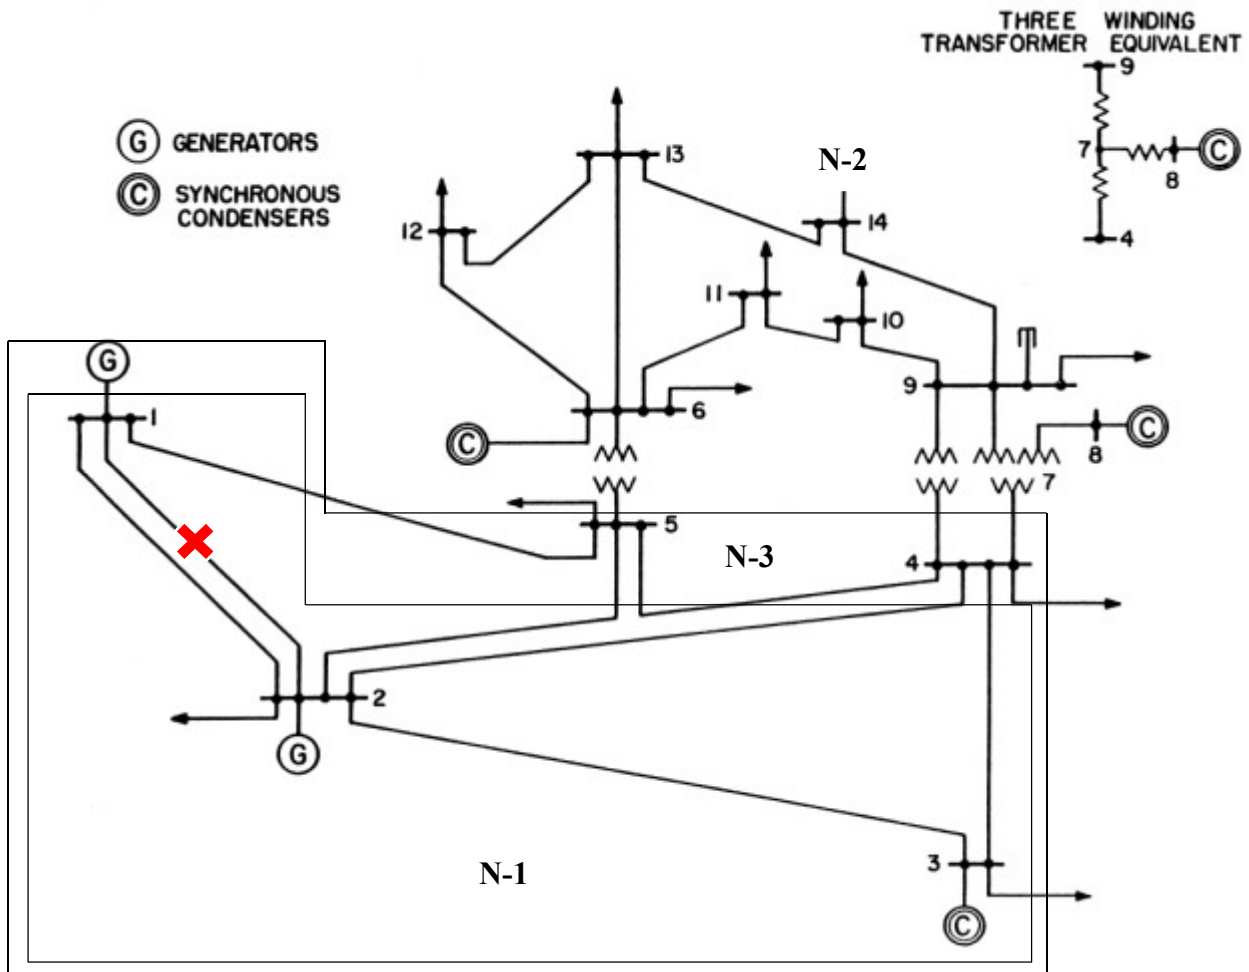 THREE WINDING
TRANSFORMER EQUIVALENT
9
7
C
8
4
G GENERATORS
C SYNCHRONOUS
CONDENSERS
13
N-2
12
14
11
10
G
1
9
6
C
8
C
7
5
N-3
4
2
G
3
N-1
C